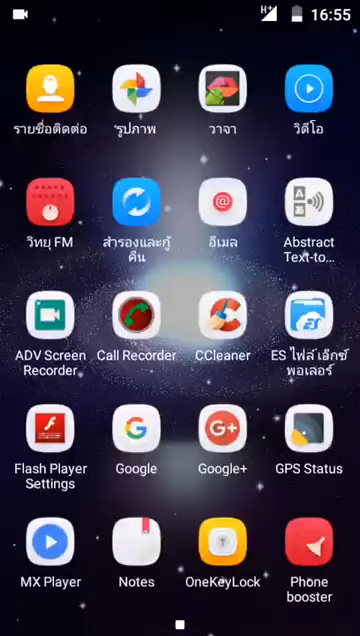 H+ 16:55
รายชื่อติดต่อ รูปภาพ วาจา วิดีโอ
วิทยุ FM สำรองและกู้คืน อีเมล Abstract Text-to...
ADV Screen Recorder Call Recorder CCleaner ES ไฟล์ เอ็กซ์พอเลอร์
Flash Player Settings Google Google+ GPS Status
MX Player Notes OneKeyLock Phone booster